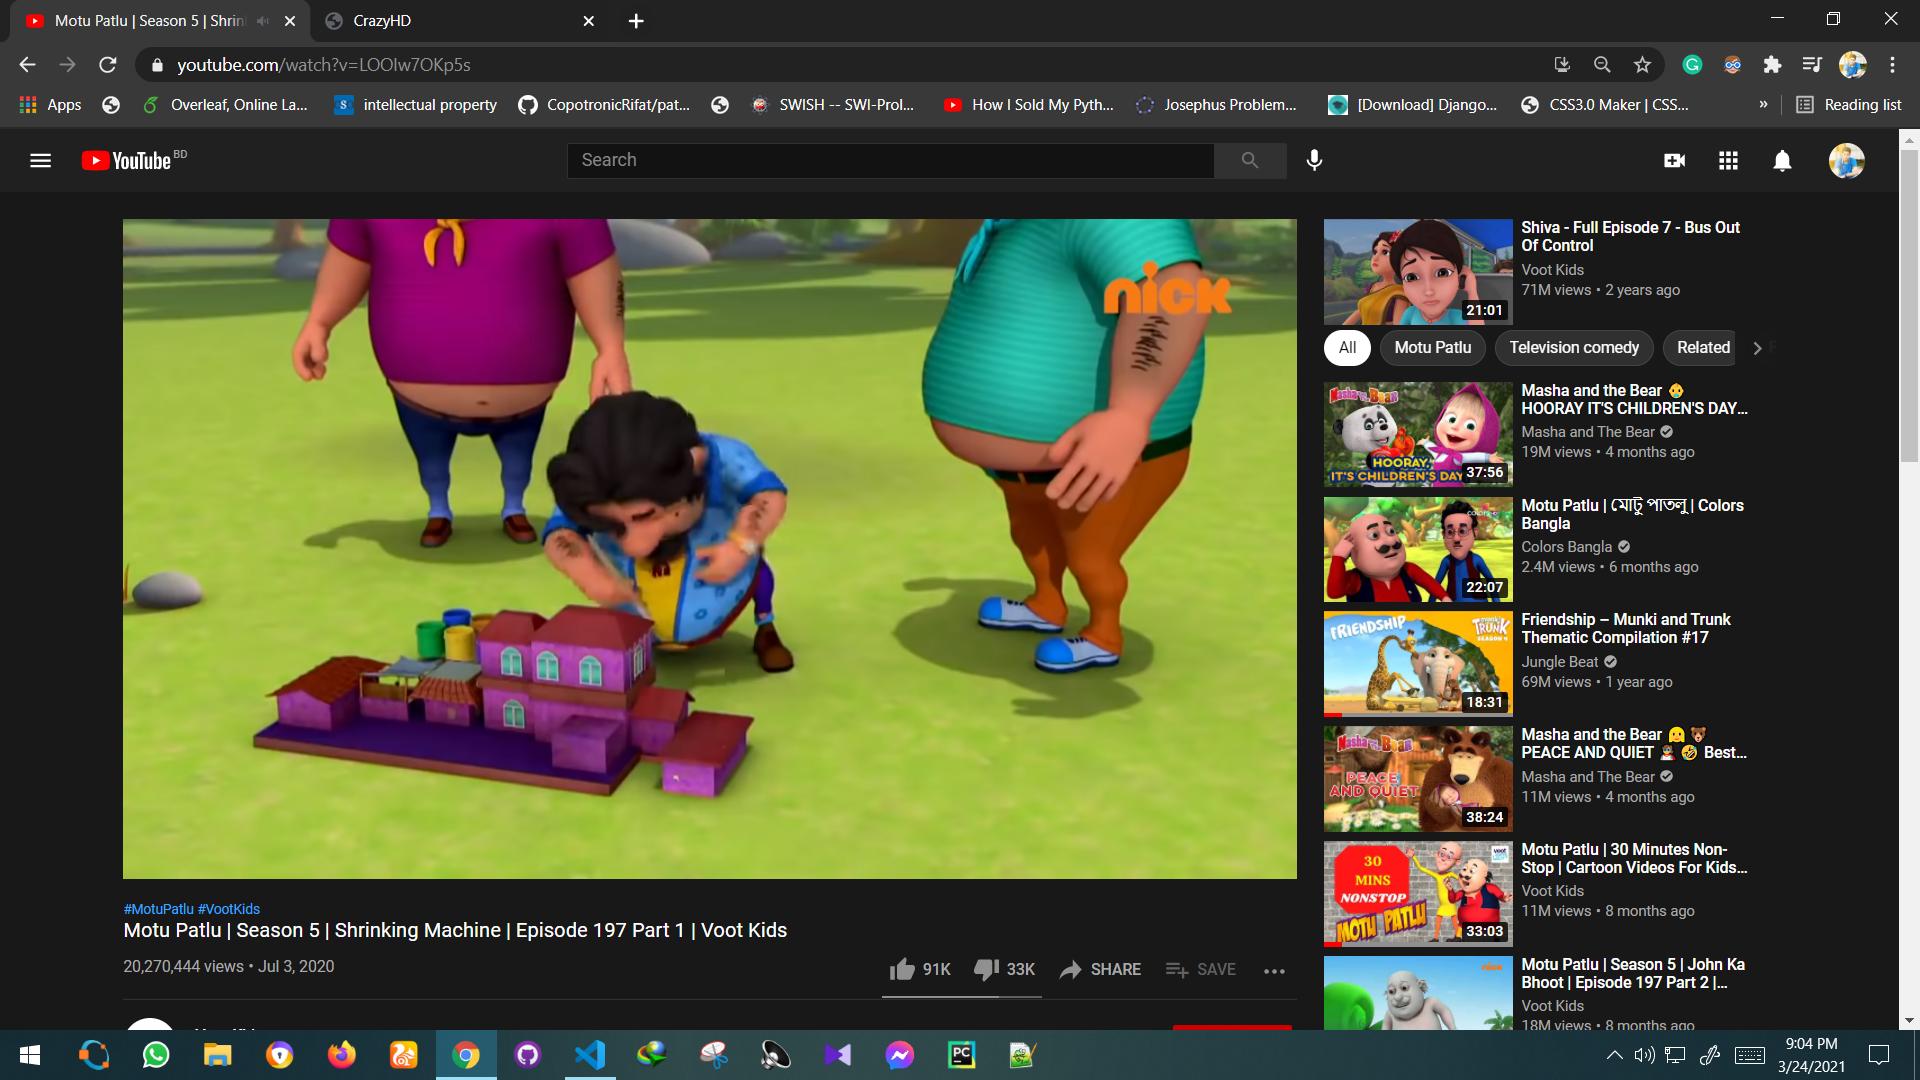 Motu Patlu | Season 5 | Shrin
CrazyHD
youtube.com/watch?v=LOOIw7OKp5s
Apps
Overleaf, Online La...
intellectual property
CopotronicRifat/pat...
SWISH -- SWI-Prol...
How I Sold My Pyth...
Josephus Problem...
[Download] Django...
CSS3.0 Maker | CSS...
»
Reading list
YouTube BD
Search
nick
#MotuPatlu #VootKids
Motu Patlu | Season 5 | Shrinking Machine | Episode 197 Part 1 | Voot Kids
20,270,444 views • Jul 3, 2020
91K
33K
SHARE
SAVE
21:01
Shiva - Full Episode 7 - Bus Out
Of Control
Voot Kids
71M views • 2 years ago
All
Motu Patlu
Television comedy
Related
Masha and the Bear
HOORAY,
IT'S CHILDREN'S DAY
37:56
Masha and the Bear 👶
HOORAY IT'S CHILDREN'S DAY...
Masha and The Bear
19M views • 4 months ago
22:07
Motu Patlu | মোটু পাতলু | Colors
Bangla
Colors Bangla
2.4M views • 6 months ago
FRIENDSHIP
MUNKI AND TRUNK
18:31
Friendship – Munki and Trunk
Thematic Compilation #17
Jungle Beat
69M views • 1 year ago
Masha and the Bear
PEACE
AND QUIET
38:24
Masha and the Bear 👱‍♀️🐻
PEACE AND QUIET 🤣 Best...
Masha and The Bear
11M views • 4 months ago
30
MINS
NONSTOP
MOTU PATLU
33:03
Motu Patlu | 30 Minutes Non-
Stop | Cartoon Videos For Kids...
Voot Kids
11M views • 8 months ago
nick
Motu Patlu | Season 5 | John Ka
Bhoot | Episode 197 Part 2 |...
Voot Kids
18M views • 8 months ago
9:04 PM
3/24/2021